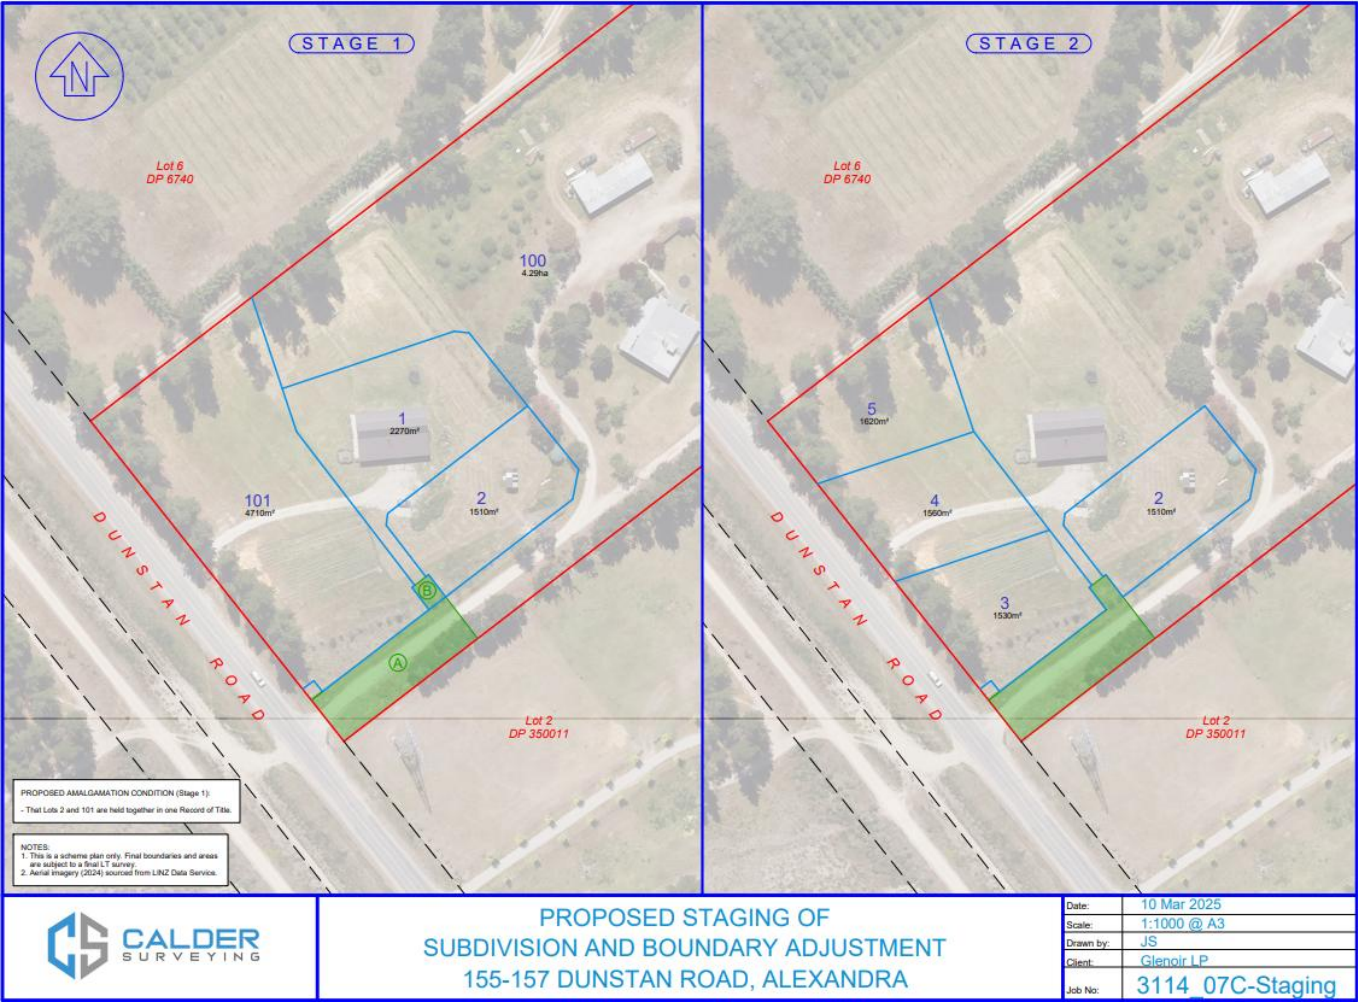 STAGE 1
N
Lot 6
DP 6740
100
4.29ha
1
2270m²
2
1510m²
101
4710m²
B
A
DUNSTAN ROAD
Lot 2
DP 350011
PROPOSED AMALGAMATION CONDITION (Stage 1):
- That Lots 2 and 101 are held together in one Record of Title.
NOTES:
1. This is a scheme plan only. Final boundaries and areas
are subject to a final LT survey.
2. Aerial imagery (2024) sourced from LINZ Data Service.
STAGE 2
Lot 6
DP 6740
5
1620m²
4
1560m²
2
1510m²
3
1530m²
DUNSTAN ROAD
Lot 2
DP 350011
CS CALDER
SURVEYING
PROPOSED STAGING OF
SUBDIVISION AND BOUNDARY ADJUSTMENT
155-157 DUNSTAN ROAD, ALEXANDRA
Date: 10 Mar 2025
Scale: 1:1000 @ A3
Drawn by: JS
Client: Glenoir LP
Job No: 3114_07C-Staging